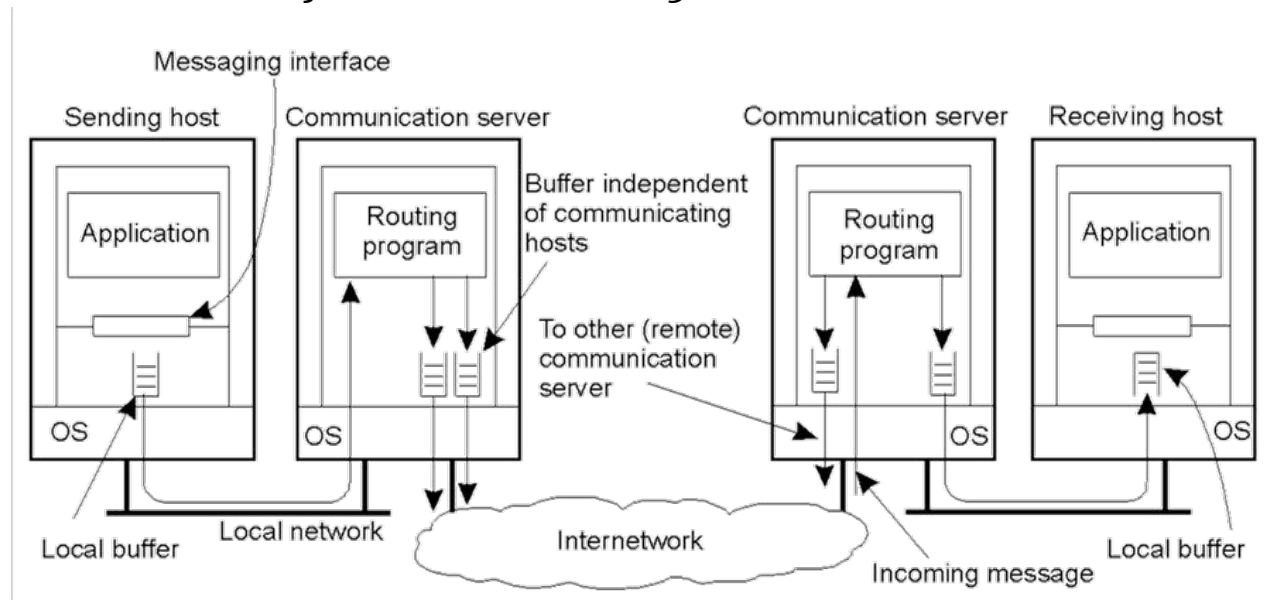 Messaging interface
Sending host
Communication server
Communication server
Receiving host
Buffer independent
of communicating
hosts
Application
Routing
program
Routing
program
Application
To other (remote)
communication
server
OS
OS
OS
OS
Local network
Internetwork
Local buffer
Incoming message
Local buffer